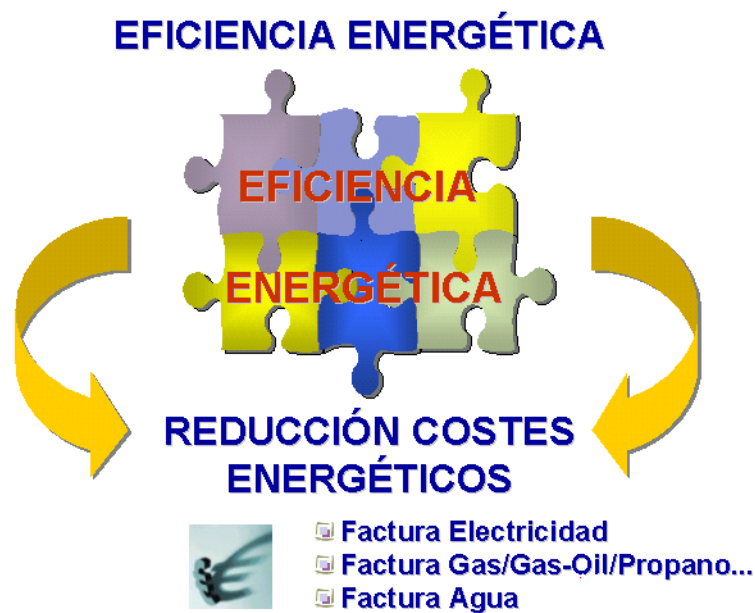 EFICIENCIA ENERGÉTICA
EFICIENCIA
ENERGÉTICA
REDUCCIÓN COSTES
ENERGÉTICOS
Factura Electricidad
Factura Gas/Gas-Oil/Propano...
Factura Agua